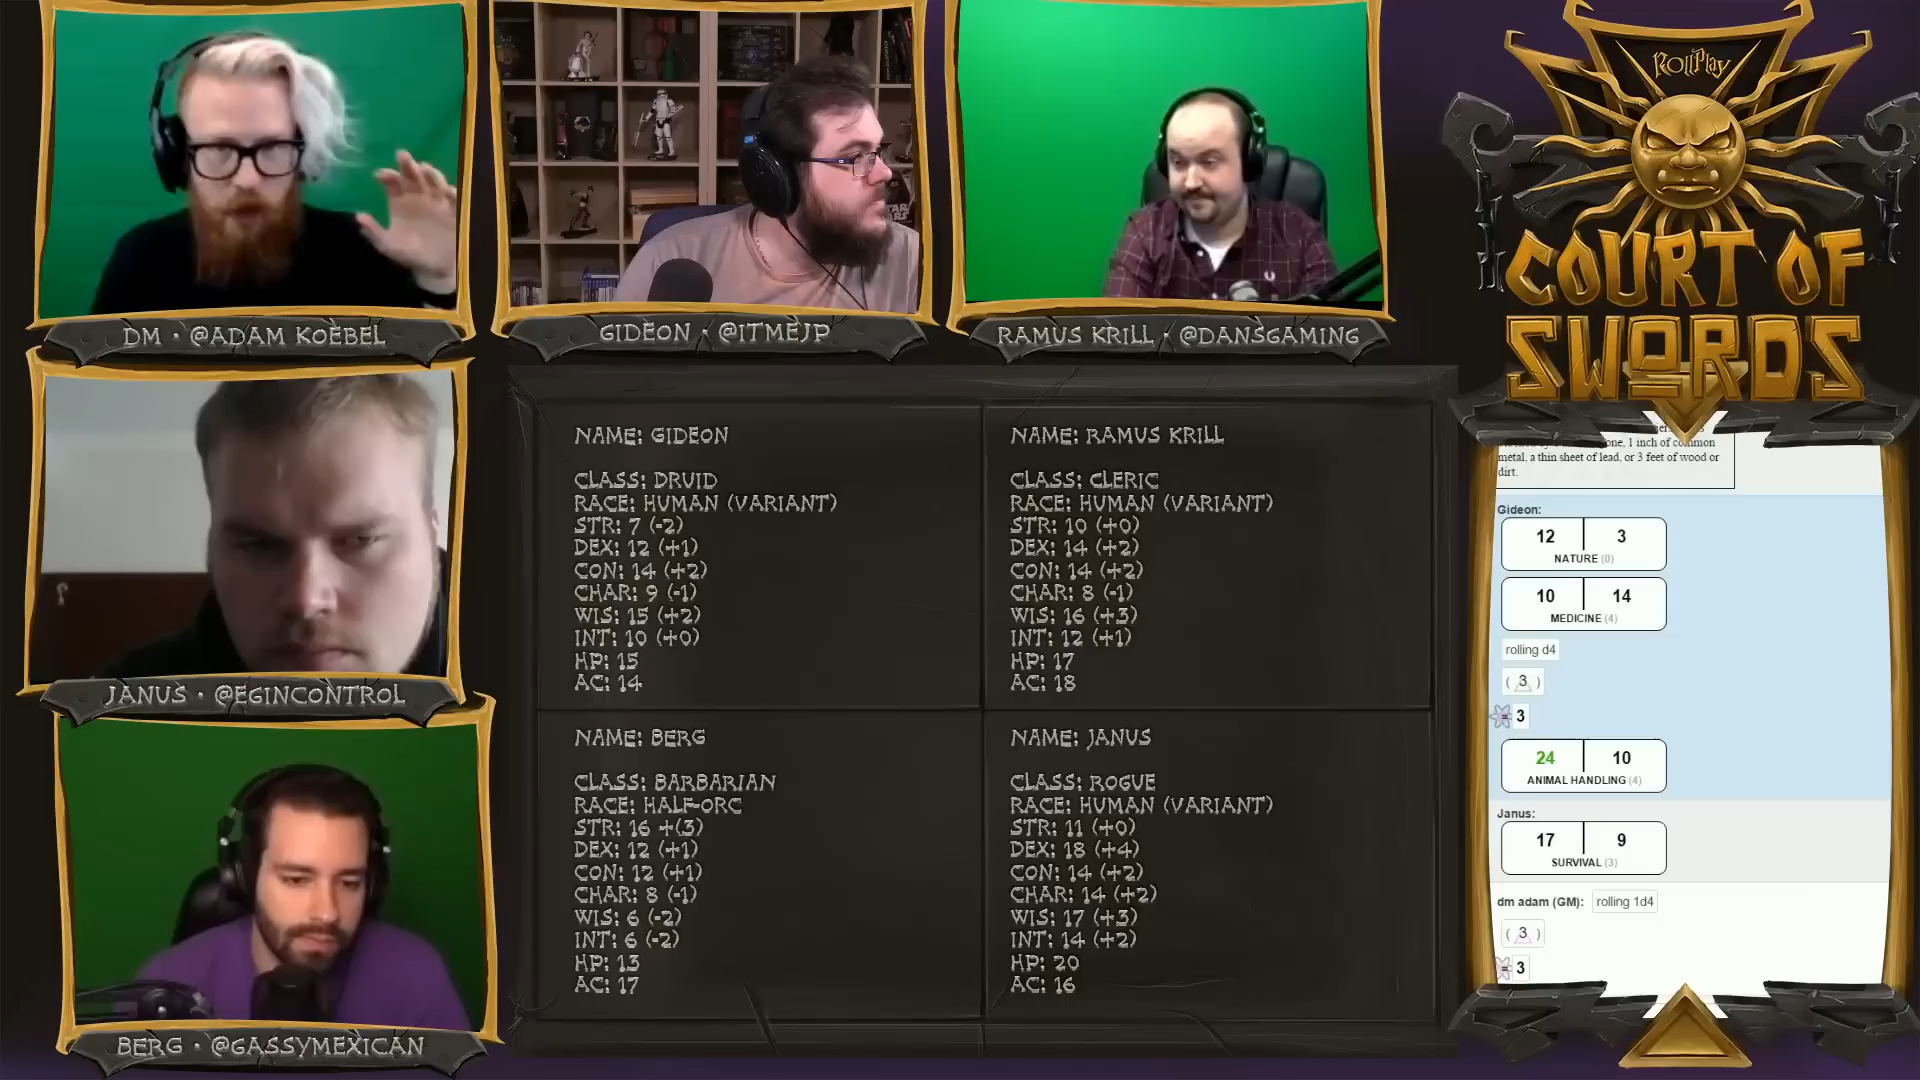 DM · @ADAM KOEBEL
GIDEON · @ITMEJP
RAMUS KRILL · @DANSGAMING
JANUS · @EGINCONTROL
BERG · @GASSYMEXICAN
STAR
WARS
NAME: GIDEON
CLASS: DRUID
RACE: HUMAN (VARIANT)
STR: 7 (-2)
DEX: 12 (+1)
CON: 14 (+2)
CHAR: 9 (-1)
WIS: 15 (+2)
INT: 10 (+0)
HP: 15
AC: 14
NAME: RAMUS KRILL
CLASS: CLERIC
RACE: HUMAN (VARIANT)
STR: 10 (+0)
DEX: 14 (+2)
CON: 14 (+2)
CHAR: 8 (-1)
WIS: 16 (+3)
INT: 12 (+1)
HP: 17
AC: 18
NAME: BERG
CLASS: BARBARIAN
RACE: HALF-ORC
STR: 16 +(3)
DEX: 12 (+1)
CON: 12 (+1)
CHAR: 8 (-1)
WIS: 6 (-2)
INT: 6 (-2)
HP: 13
AC: 17
NAME: JANUS
CLASS: ROGUE
RACE: HUMAN (VARIANT)
STR: 11 (+0)
DEX: 18 (+4)
CON: 14 (+2)
CHAR: 14 (+2)
WIS: 17 (+3)
INT: 14 (+2)
HP: 20
AC: 16
ROLLPLAY
COURT OF
SWORDS
1 inch of common
metal, a thin sheet of lead, or 3 feet of wood or
dirt.
Gideon:
12 3
NATURE (0)
10 14
MEDICINE (4)
rolling d4
( 3 )
= 3
24 10
ANIMAL HANDLING (4)
Janus:
17 9
SURVIVAL (3)
dm adam (GM): rolling 1d4
( 3 )
= 3